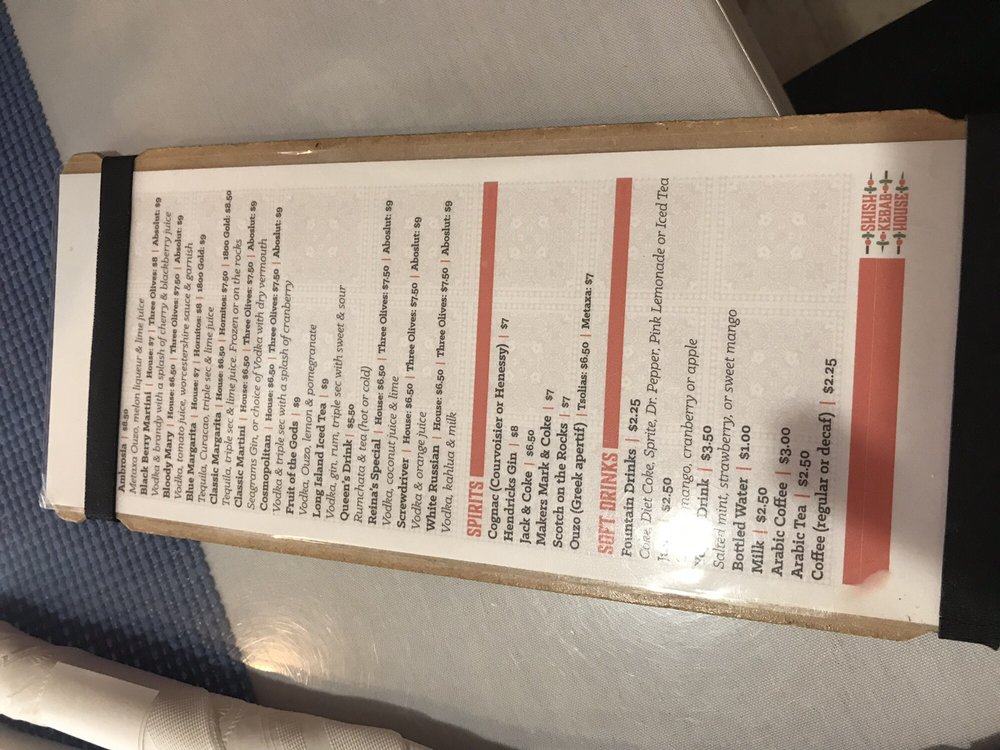 Ambrosia | $8.50
Metaxa Ouzo, melon liqueur & lime juice
Black Berry Martini | House: $7 | Three Olives: $8 | Absolut: $9
Vodka & brandy with a splash of cherry & blackberry juice
Bloody Mary | House: $6.50 | Three Olives: $7.50 | Absolut: $9
Vodka, tomato juice, worcestershire sauce & garnish
Blue Margarita | House: $7 | Hornitos: $8 | 1800 Gold: $9
Tequila, Curacao, triple sec & lime juice
Classic Margarita | House: $6.50 | Hornitos: $7.50 | 1800 Gold: $8.50
Tequila, triple sec & lime juice. Frozen or on the rocks
Classic Martini | House: $6.50 | Three Olives: $7.50 | Aboslut: $9
Seagrams Gin, or choice of Vodka with dry vermouth
Cosmopolitan | House: $6.50 | Three Olives: $7.50 | Aboslut: $9
Vodka & triple sec with a splash of cranberry
Fruit of the Gods | $9
Vodka, Ouzo, lemon & pomegranate
Long Island Iced Tea | $9
Vodka, gin, rum, triple sec with sweet & sour
Queen's Drink | $5.50
Rumchata & tea (hot or cold)
Reina's Special | House: $6.50 | Three Olives: $7.50 | Aboslut: $9
Vodka, coconut juice & lime
Screwdriver | House: $6.50 | Three Olives: $7.50 | Aboslut: $9
Vodka & orange juice
White Russian | House: $6.50 | Three Olives: $7.50 | Aboslut: $9
Vodka, kahlua & milk
SPIRITS
Cognac (Courvoisier or Henessy) | $7
Hendricks Gin | $8
Jack & Coke | $6.50
Makers Mark & Coke | $7
Scotch on the Rocks | $7
Ouzo (Greek apertif) | Tsolias: $6.50 | Metaxa: $7
SOFT DRINKS
Fountain Drinks | $2.25
Coke, Diet Coke, Sprite, Dr. Pepper, Pink Lemonade or Iced Tea
| $2.50
mango, cranberry or apple
Drink | $3.50
Salted mint, strawberry, or sweet mango
Bottled Water | $1.00
Milk | $2.50
Arabic Coffee | $3.00
Arabic Tea | $2.50
Coffee (regular or decaf) | $2.25
SHISH
KEBAB
HOUSE